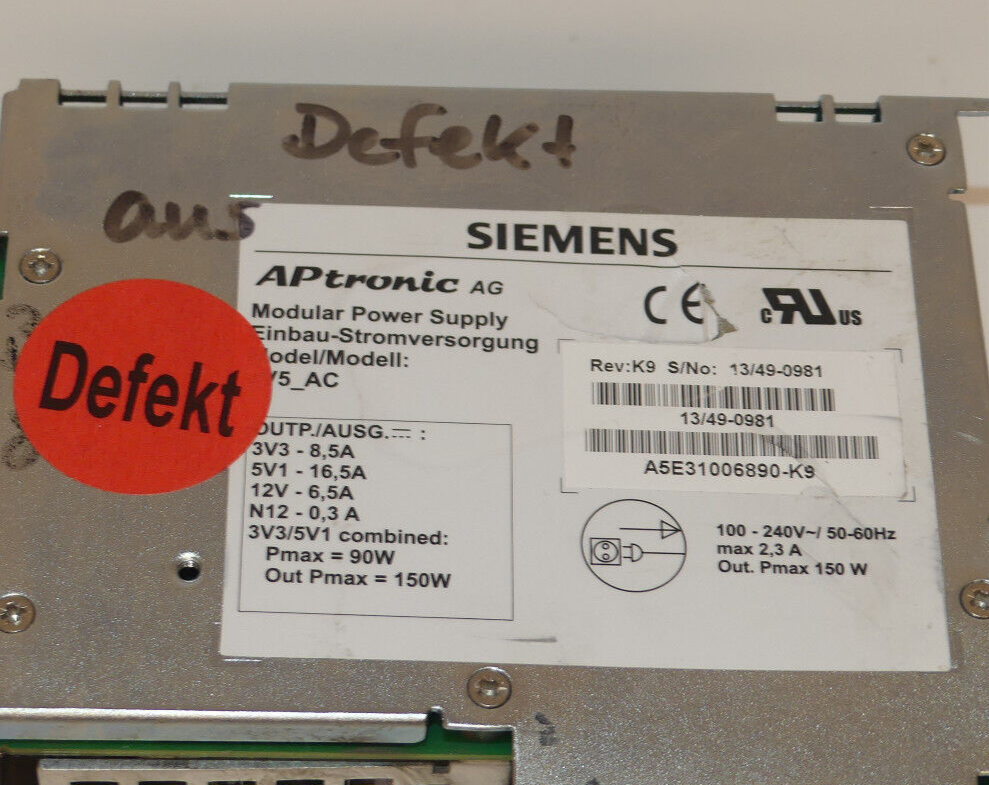 Defekt
aus
SIEMENS
APtronic AG
Modular Power Supply
Einbau-Stromversorgung
Model/Modell:
V5_AC
CE
c RU US
Defekt
Rev:K9 S/No: 13/49-0981
13/49-0981
A5E31006890-K9
OUTP./AUSG. :
3V3 - 8,5A
5V1 - 16,5A
12V - 6,5A
N12 - 0,3 A
3V3/5V1 combined:
Pmax = 90W
Out Pmax = 150W
100 - 240V~/ 50-60Hz
max 2,3 A
Out. Pmax 150 W